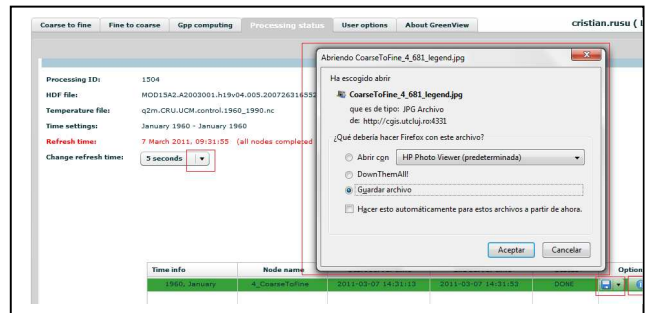 Coarse to fine Fine to coarse Gpp computing Processing status User options About GreenView cristian.rusu (
Processing ID: 1504
HDF file: MOD15A2.A2003001.h19v04.005.200726316552
Temperature file: q2m.CRU.UCM.control.1960_1990.nc
Time settings: January 1960 - January 1960
Refresh time: 7 March 2011, 09:31:55 (all nodes completed
Change refresh time: 5 seconds
Abriendo CoarseToFine_4_681_legend.jpg
Ha escogido abrir
CoarseToFine_4_681_legend.jpg
que es de tipo: JPG Archivo
de: http://cgis.utcluj.ro:4331
¿Qué debería hacer Firefox con este archivo?
Abrir con HP Photo Viewer (predeterminada)
DownThemAll!
Guardar archivo
Hacer esto automáticamente para estos archivos a partir de ahora.
Aceptar Cancelar
Time info Node name Option
1960, January 4_CoarseToFine 2011-03-07 14:31:13 2011-03-07 14:31:53 DONE